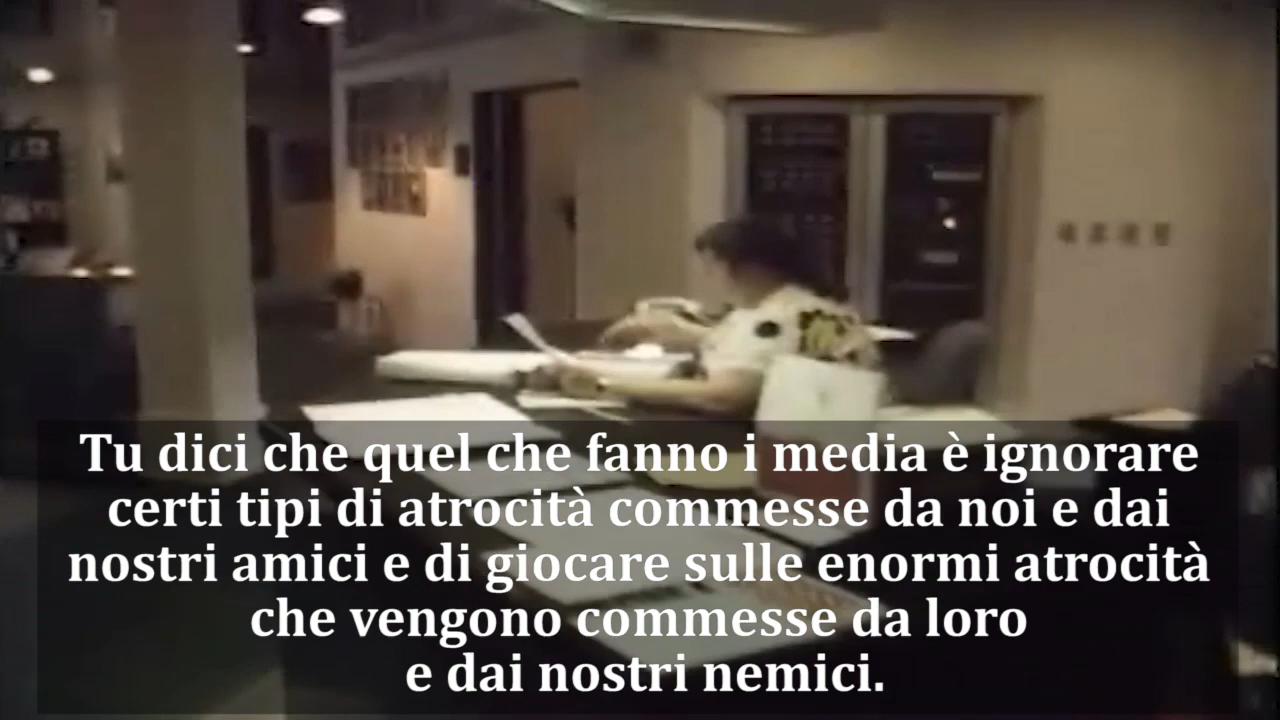 Tu dici che quel che fanno i media è ignorare
certi tipi di atrocità commesse da noi e dai
nostri amici e di giocare sulle enormi atrocità
che vengono commesse da loro
e dai nostri nemici.